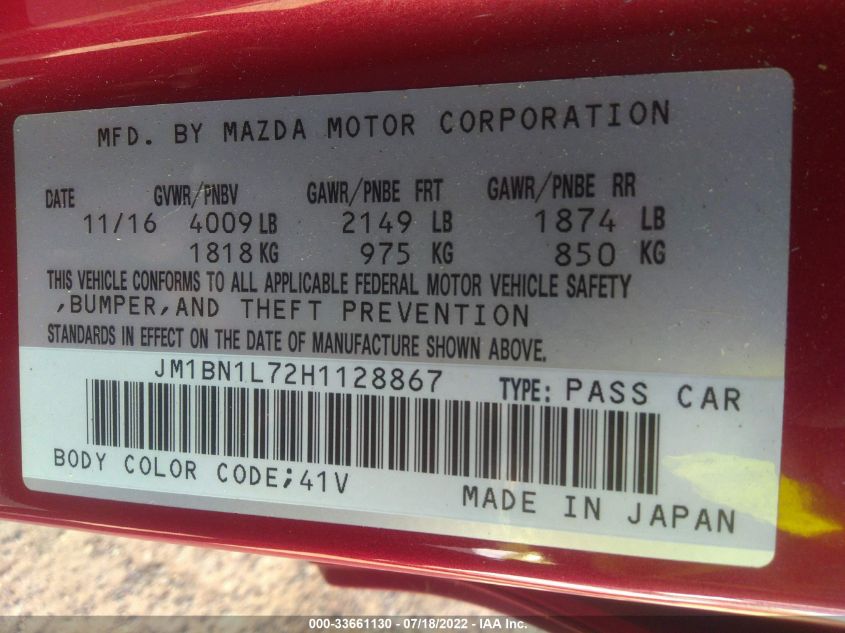 MFD. BY MAZDA MOTOR CORPORATION
DATE GVWR/PNBV GAWR/PNBE FRT GAWR/PNBE RR
11/16 4009 LB 2149 LB 1874 LB
1818 KG 975 KG 850 KG
THIS VEHICLE CONFORMS TO ALL APPLICABLE FEDERAL MOTOR VEHICLE SAFETY
,BUMPER,AND THEFT PREVENTION
STANDARDS IN EFFECT ON THE DATE OF MANUFACTURE SHOWN ABOVE.
JM1BN1L72H1128867 TYPE: PASS CAR
BODY COLOR CODE;41V
MADE IN JAPAN
000-33661130 - 07/18/2022 - IAA Inc.